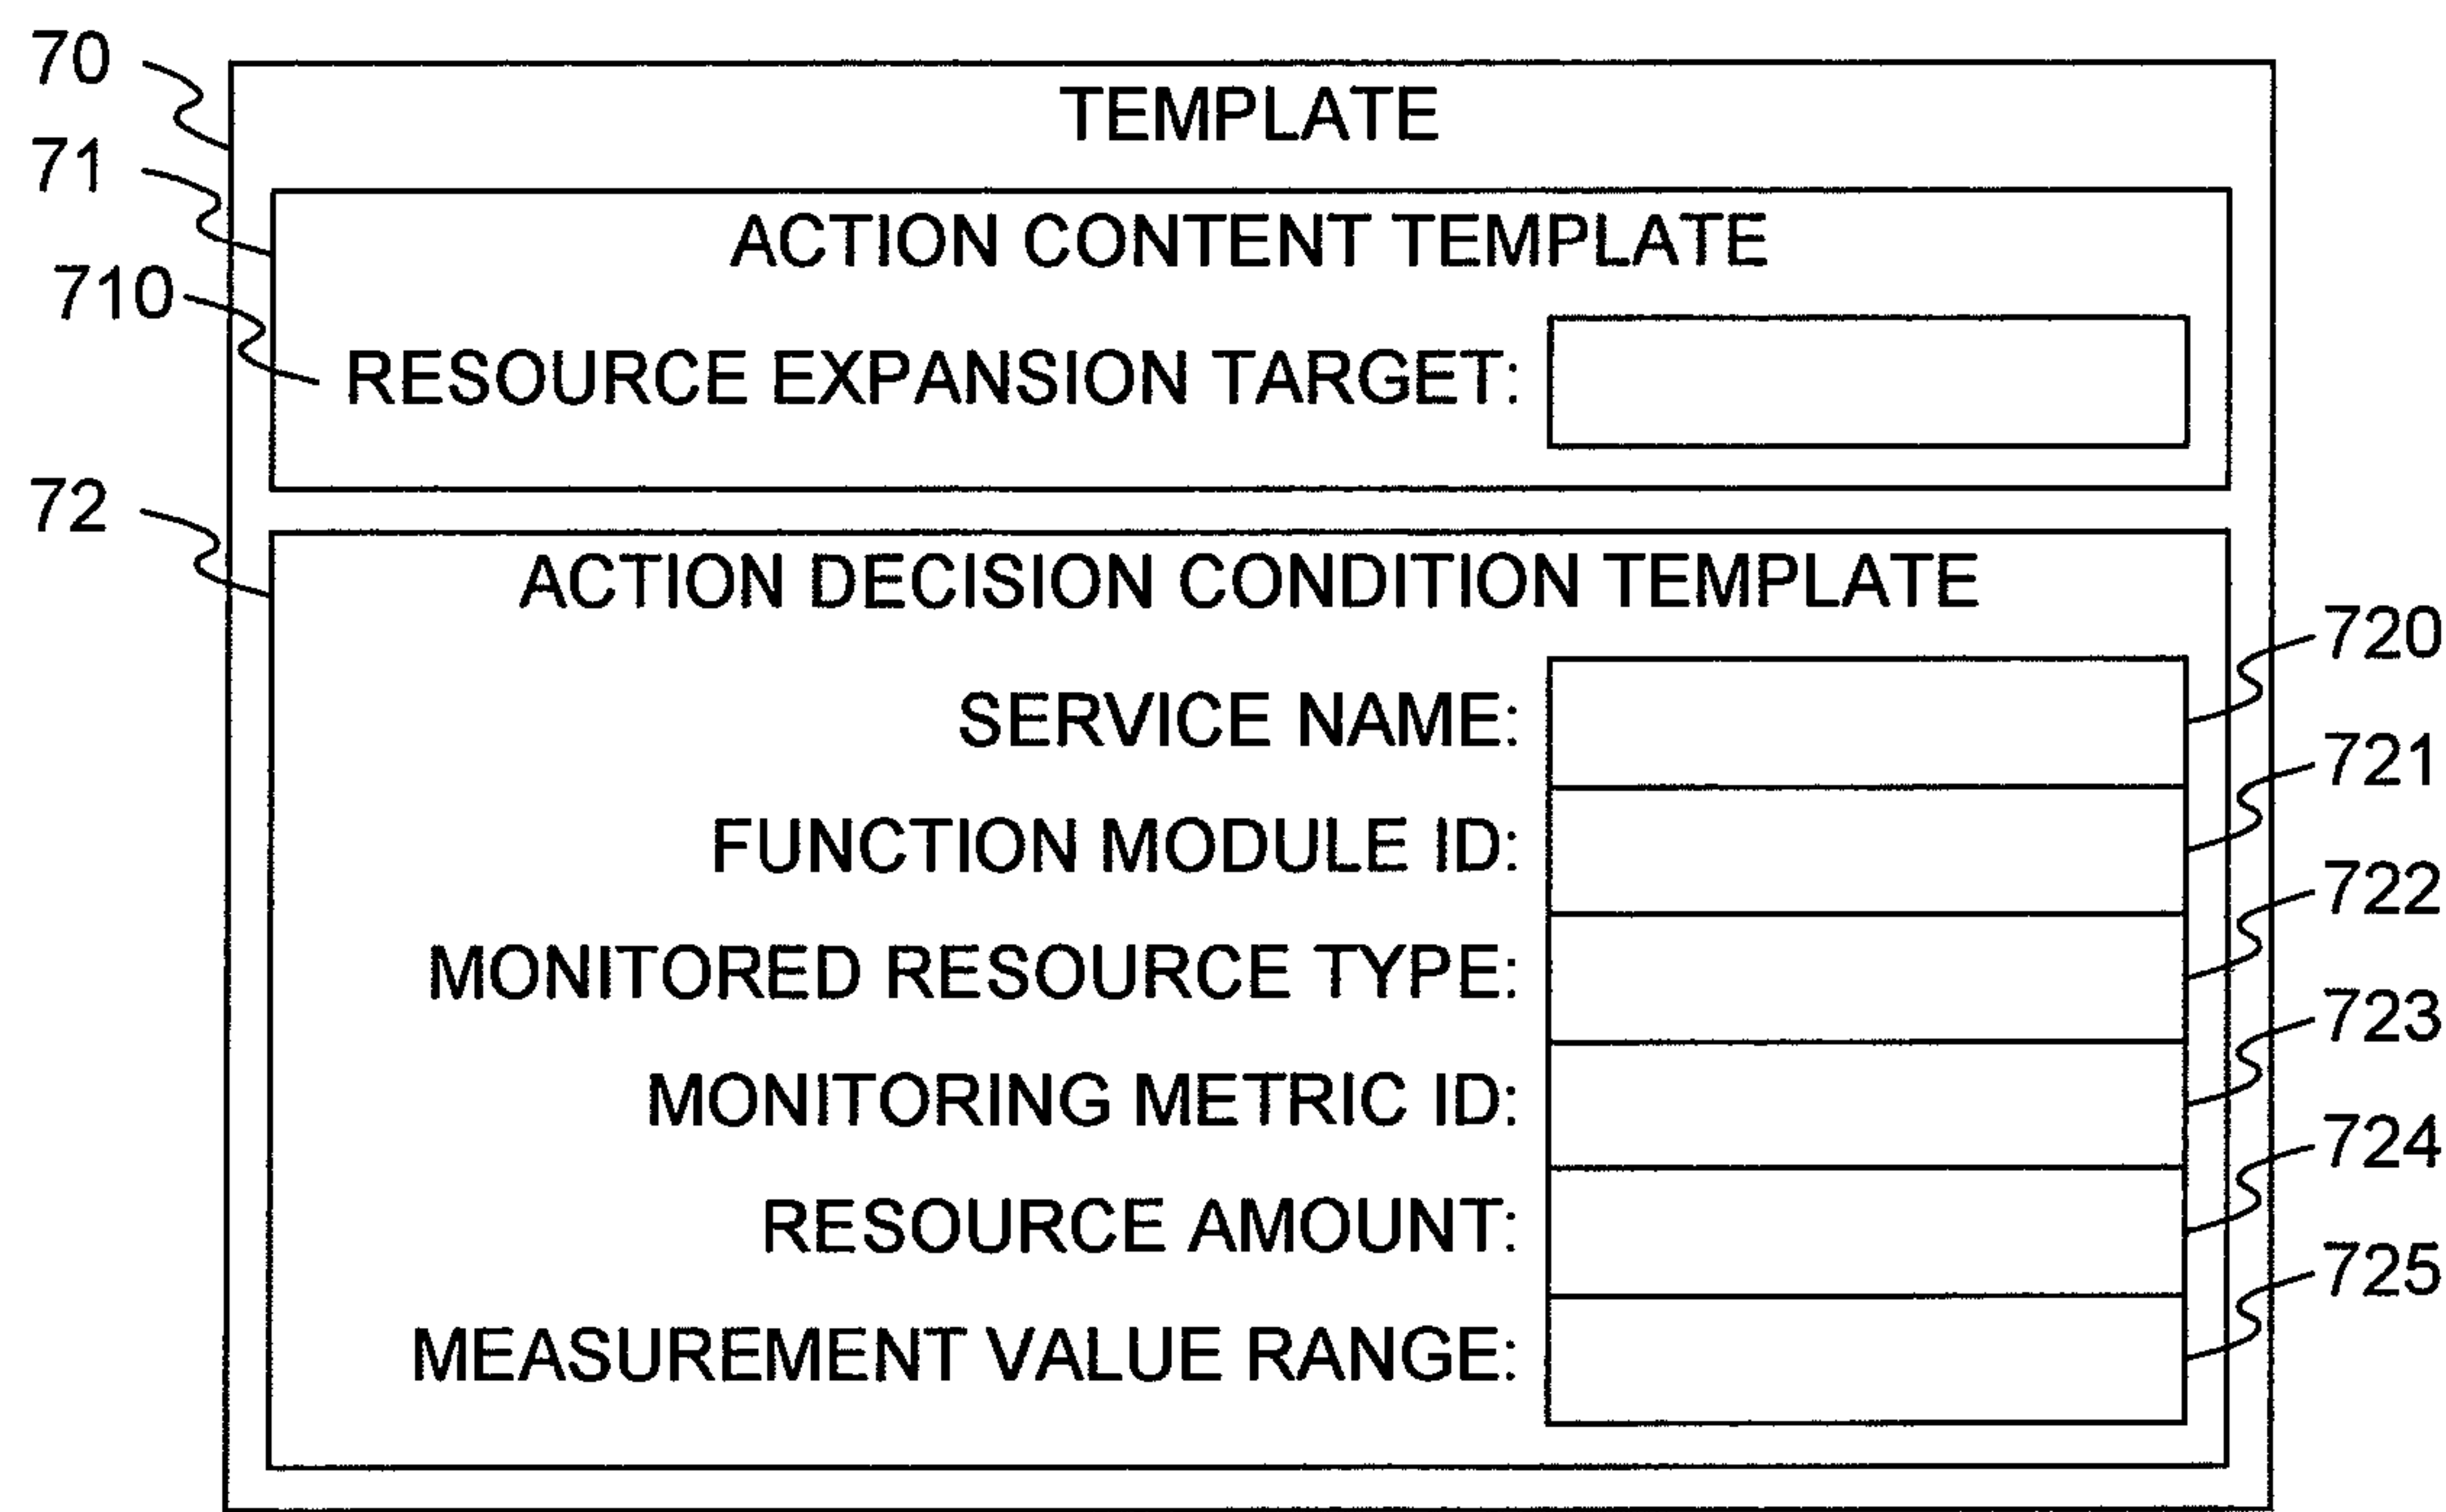 70
TEMPLATE
71
ACTION CONTENT TEMPLATE
710
RESOURCE EXPANSION TARGET:
72
ACTION DECISION CONDITION TEMPLATE
720
SERVICE NAME:
721
FUNCTION MODULE ID:
722
MONITORED RESOURCE TYPE:
723
MONITORING METRIC ID:
724
RESOURCE AMOUNT:
725
MEASUREMENT VALUE RANGE: